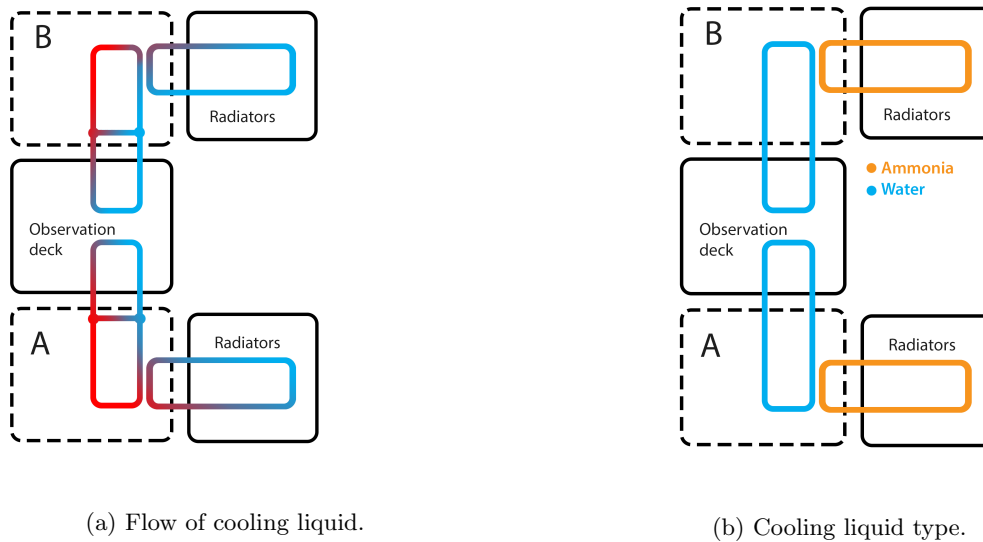 B
Radiators
Observation
deck
A
Radiators
(a) Flow of cooling liquid.
B
Radiators
Ammonia
Water
Observation
deck
A
Radiators
(b) Cooling liquid type.